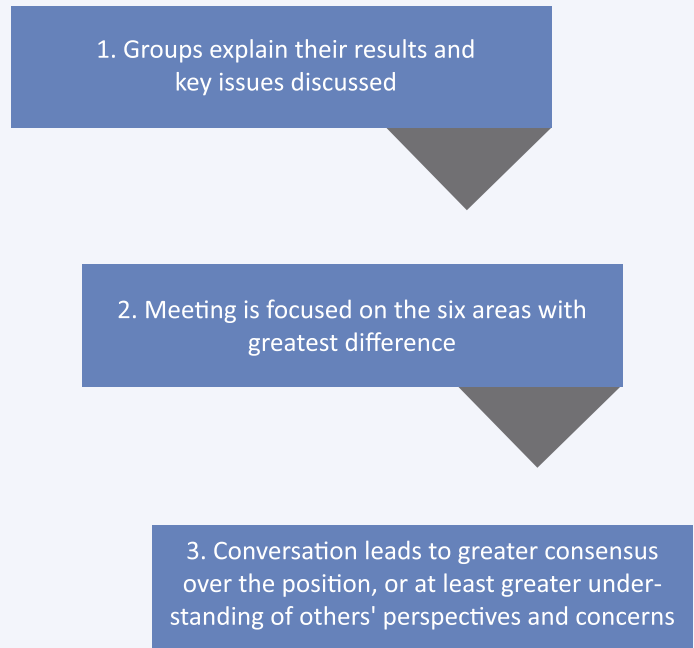 1. Groups explain their results and
key issues discussed
2. Meeting is focused on the six areas with
greatest difference
3. Conversation leads to greater consensus
over the position, or at least greater under-
standing of others' perspectives and concerns